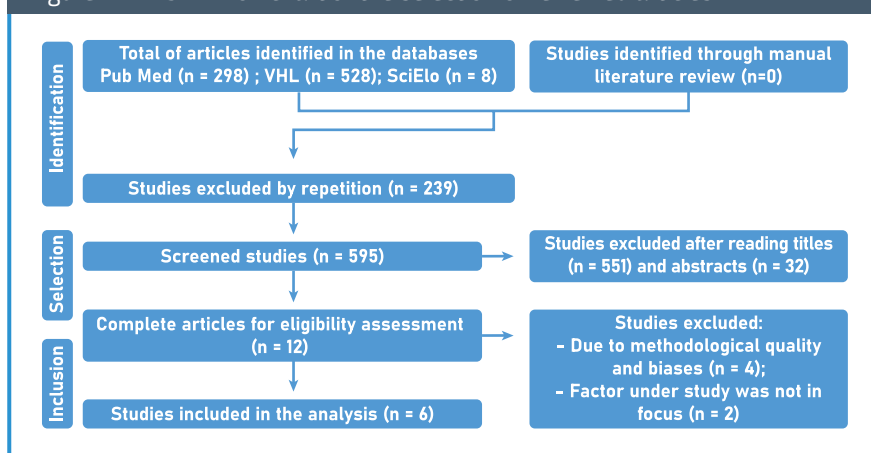 Identification
Total of articles identified in the databases
Pub Med (n = 298) ; VHL (n = 528); SciElo (n = 8)
Studies identified through manual
literature review (n=0)
Studies excluded by repetition (n = 239)
Selection
Screened studies (n = 595)
Studies excluded after reading titles
(n = 551) and abstracts (n = 32)
Inclusion
Complete articles for eligibility assessment
(n = 12)
Studies excluded:
- Due to methodological quality
and biases (n = 4);
- Factor under study was not in
focus (n = 2)
Studies included in the analysis (n = 6)